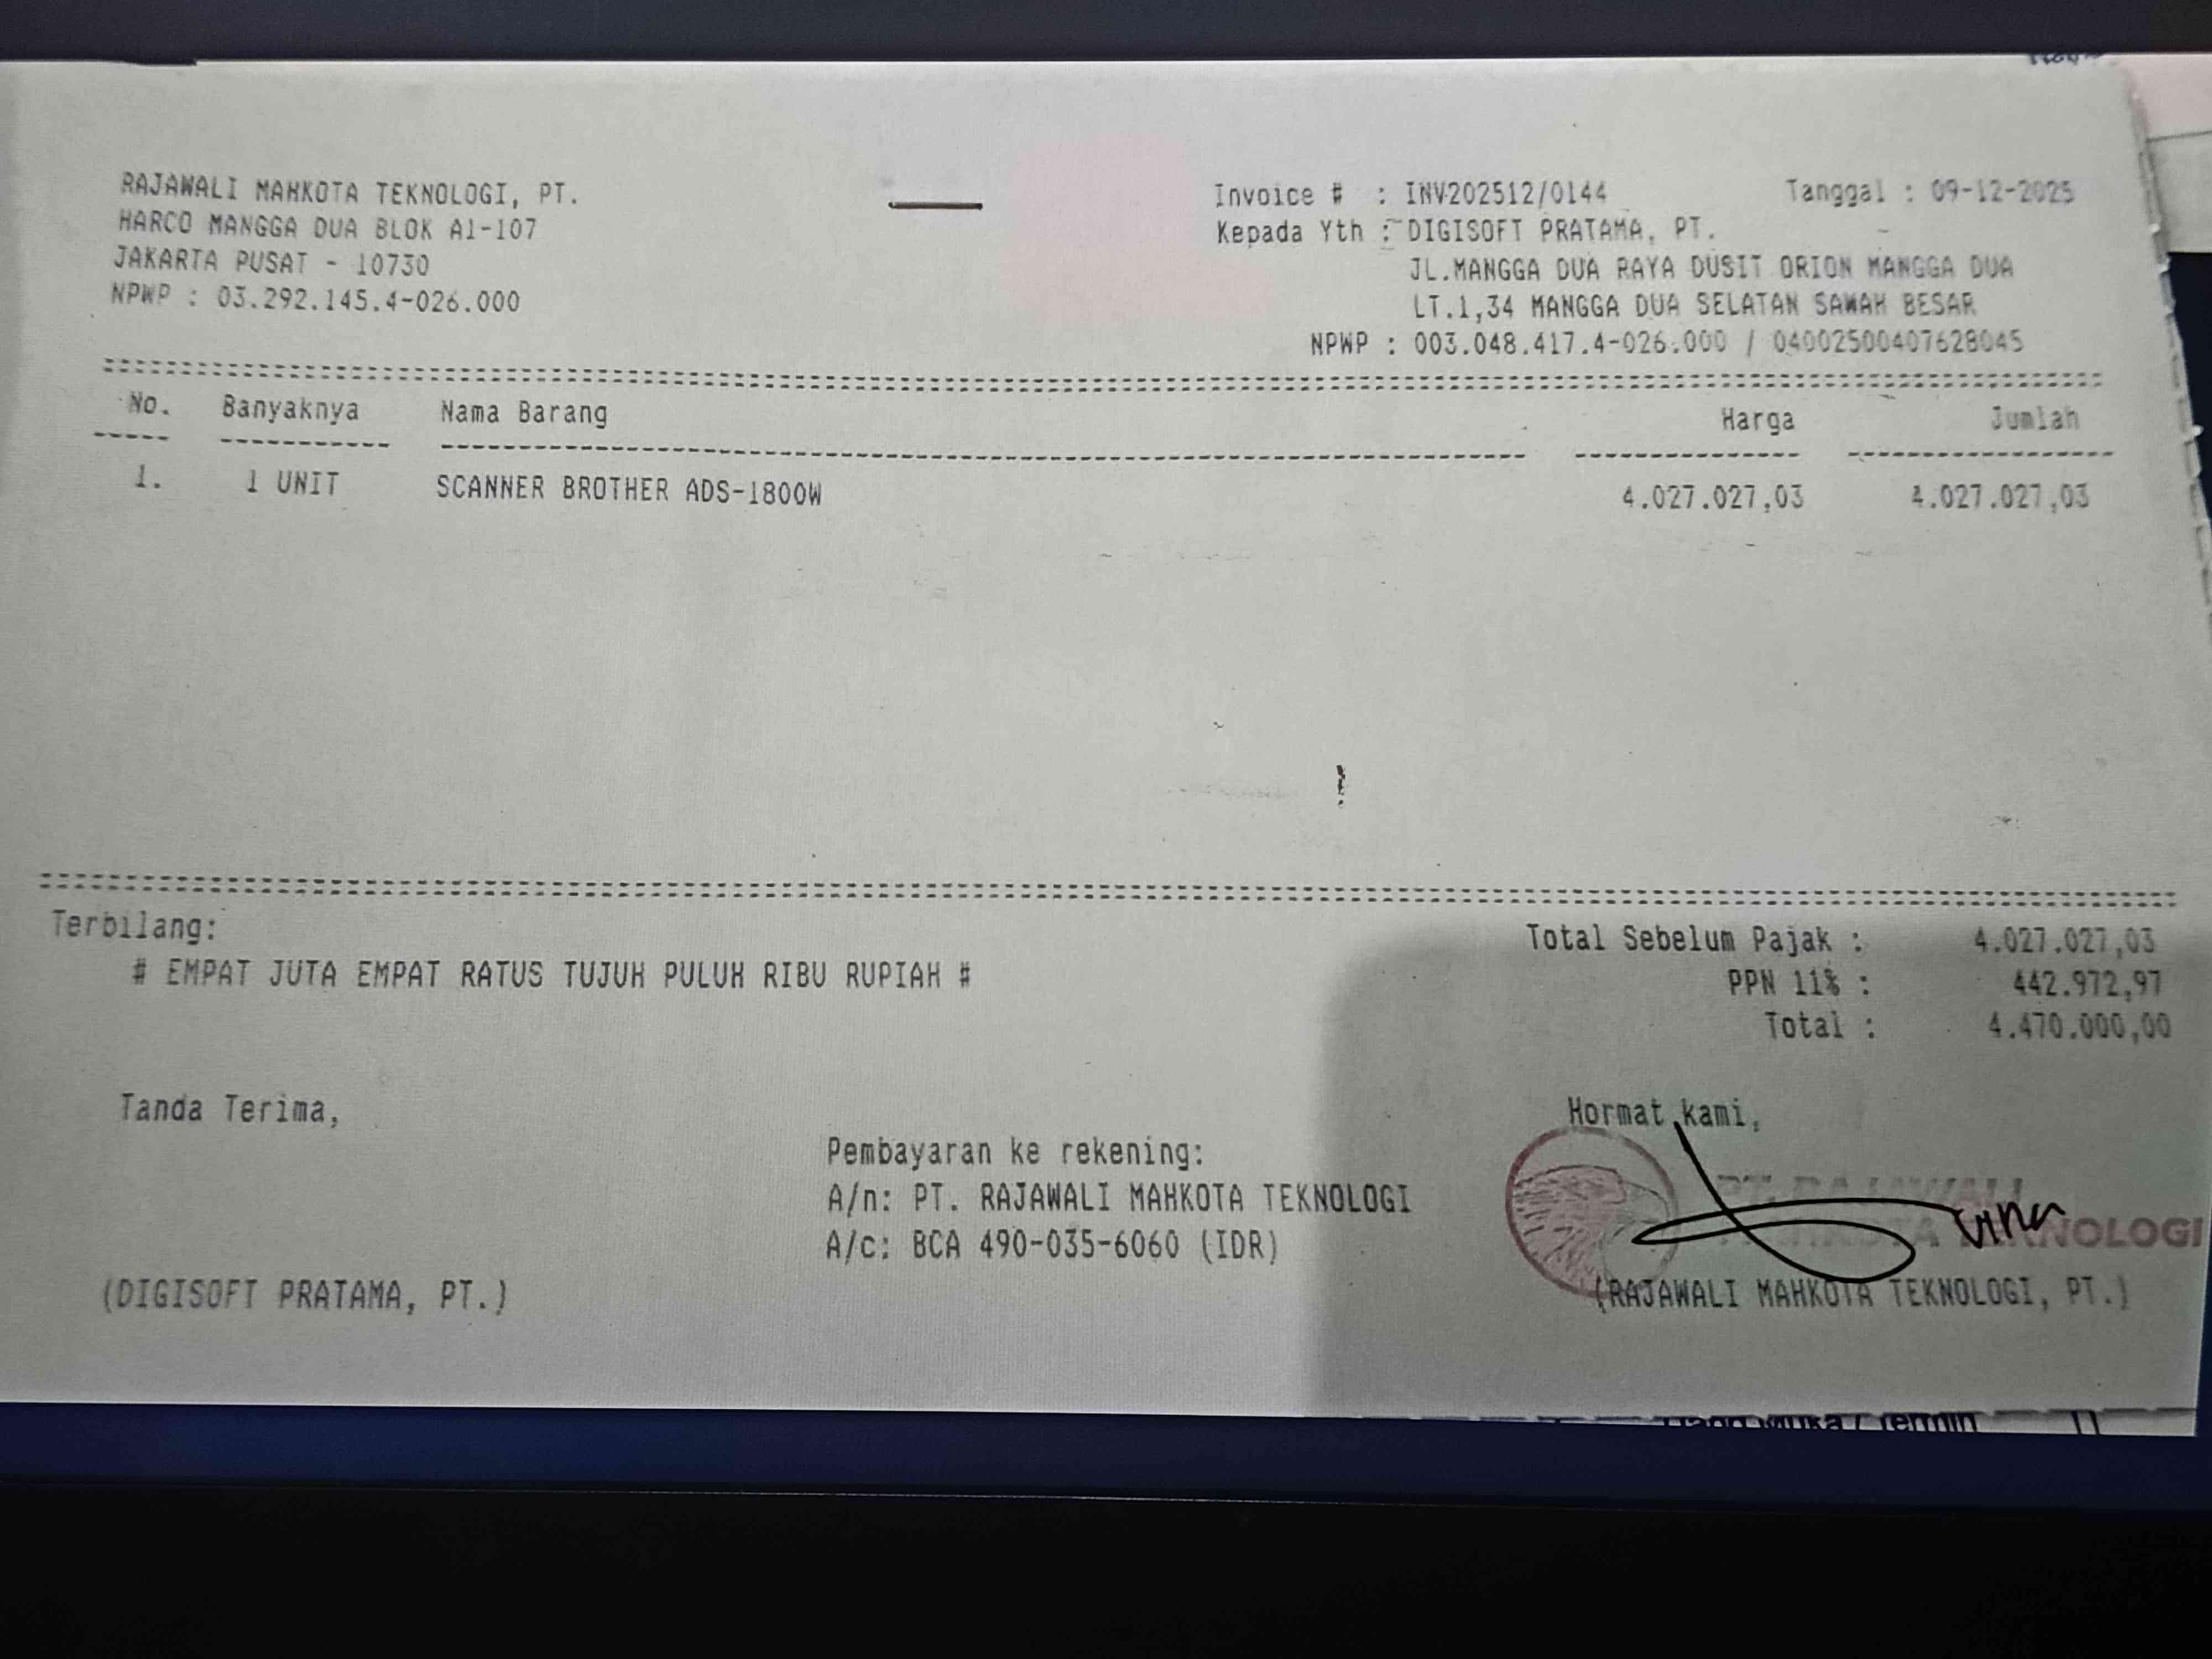 RAJAWALI MAHKOTA TEKNOLOGI, PT.
HARCO MANGGA DUA BLOK A1-107
JAKARTA PUSAT - 10730
NPWP : 03.292.145.4-026.000
Invoice # : INV202512/0144 Tanggal : 09-12-2025
Kepada Yth : DIGISOFT PRATAMA, PT.
JL.MANGGA DUA RAYA DUSIT ORION MANGGA DUA
LT.1,34 MANGGA DUA SELATAN SAWAH BESAR
NPWP : 003.048.417.4-026.000 / 04002500407628045
No. Banyaknya Nama Barang Harga Jumlah
1. 1 UNIT SCANNER BROTHER ADS-1800W 4.027.027,03 4.027.027,03
Terbilang:
# EMPAT JUTA EMPAT RATUS TUJUH PULUH RIBU RUPIAH #
Total Sebelum Pajak : 4.027.027,03
PPN 11% : 442.972,97
Total : 4.470.000,00
Tanda Terima,
(DIGISOFT PRATAMA, PT.)
Pembayaran ke rekening:
A/n: PT. RAJAWALI MAHKOTA TEKNOLOGI
A/c: BCA 490-035-6060 (IDR)
Hormat kami,
PT. RAJAWALI
MAHKOTA TEKNOLOGI
(RAJAWALI MAHKOTA TEKNOLOGI, PT.)